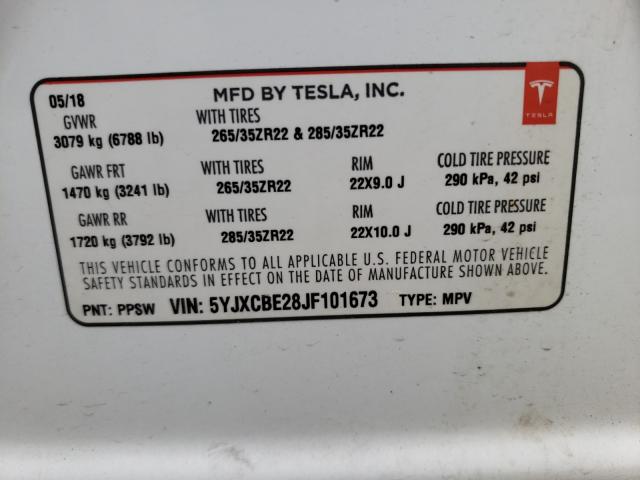 05/18 MFD BY TESLA, INC.
GVWR WITH TIRES
3079 kg (6788 lb) 265/35ZR22 & 285/35ZR22
TESLA
GAWR FRT WITH TIRES RIM COLD TIRE PRESSURE
1470 kg (3241 lb) 265/35ZR22 22X9.0 J 290 kPa, 42 psi
GAWR RR WITH TIRES RIM COLD TIRE PRESSURE
1720 kg (3792 lb) 285/35ZR22 22X10.0 J 290 kPa, 42 psi
THIS VEHICLE CONFORMS TO ALL APPLICABLE U.S. FEDERAL MOTOR VEHICLE
SAFETY STANDARDS IN EFFECT ON THE DATE OF MANUFACTURE SHOWN ABOVE.
PNT: PPSW VIN: 5YJXCBE28JF101673 TYPE: MPV